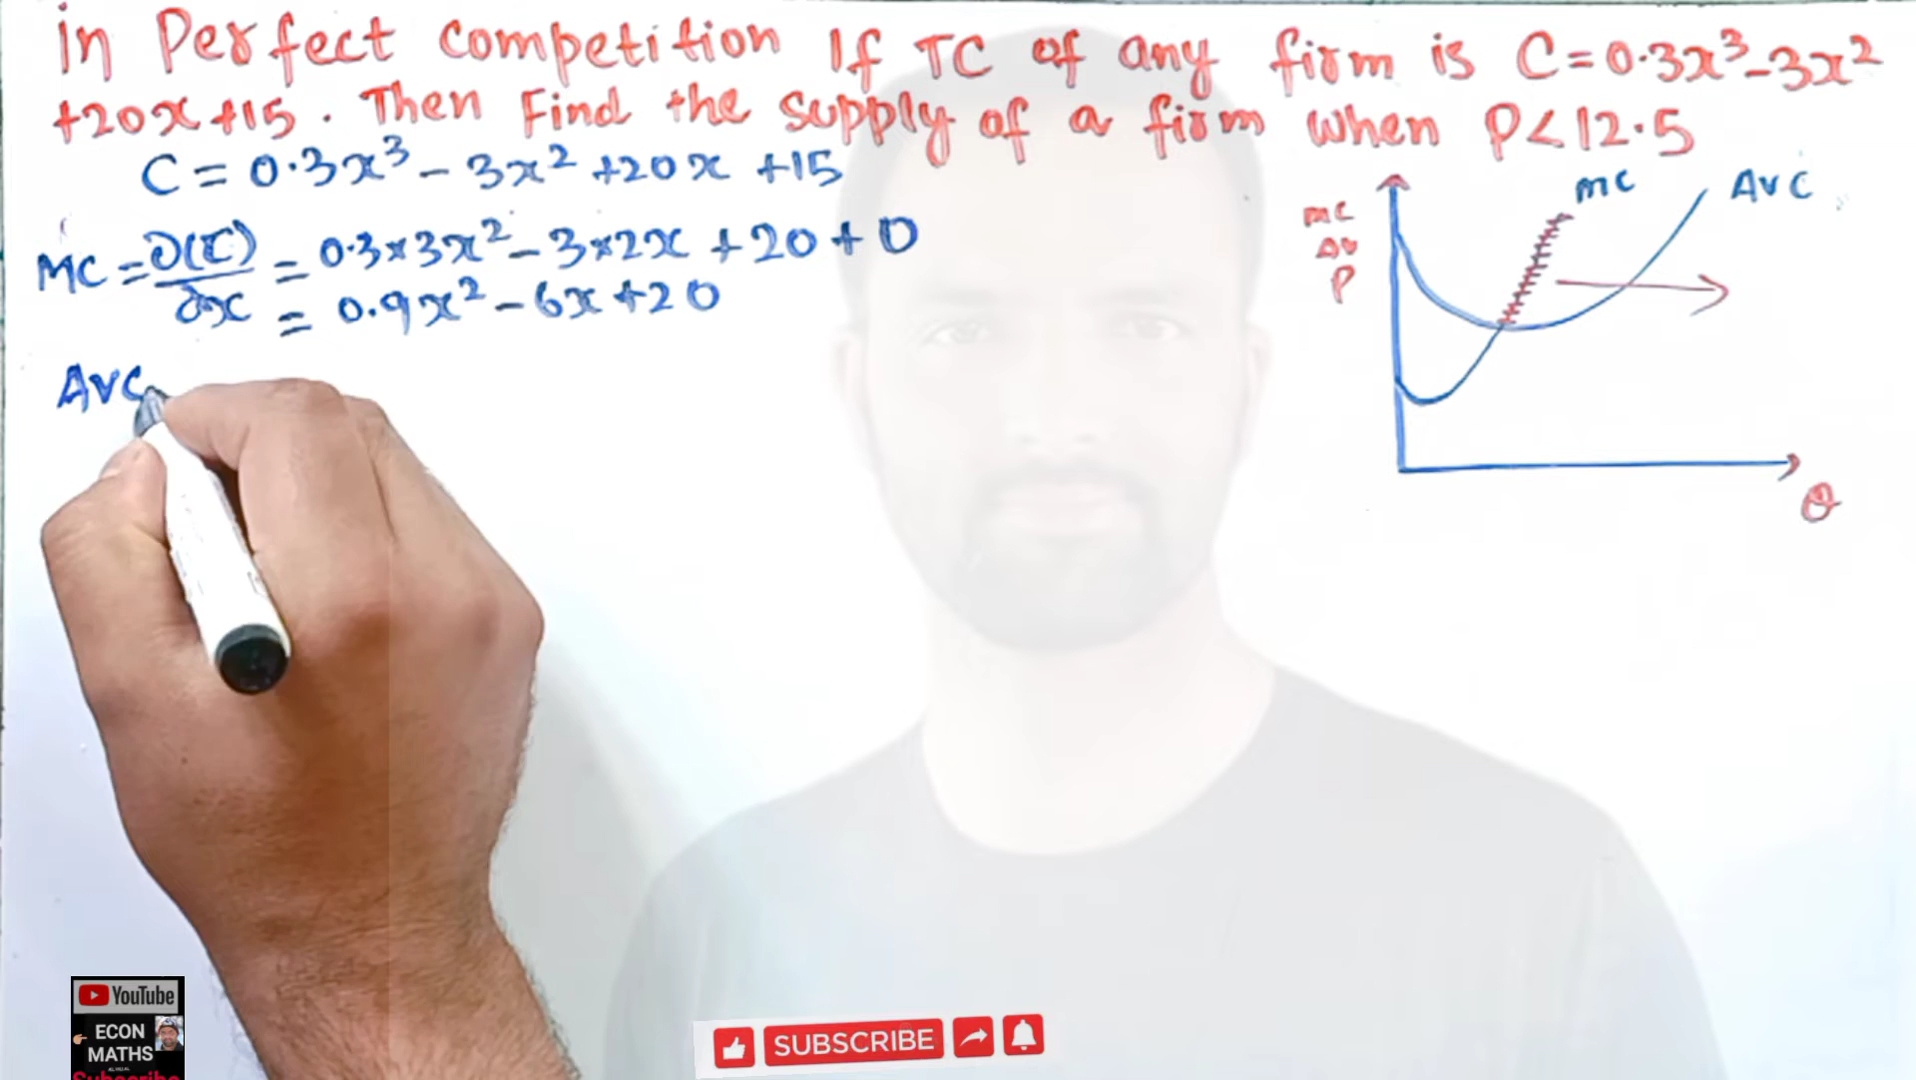 In Perfect competition If TC of any firm is C=0.3x³-3x²
+20x+15. Then Find the supply of a firm when P<12.5
C = 0.3x³ - 3x² +20x +15
MC = ∂(C)/∂x = 0.3×3x² - 3×2x + 20 + 0
= 0.9x² - 6x + 20
AVC
MC
AVC
MC
AV
P
Q
YouTube
ECON
MATHS
Subscribe
SUBSCRIBE